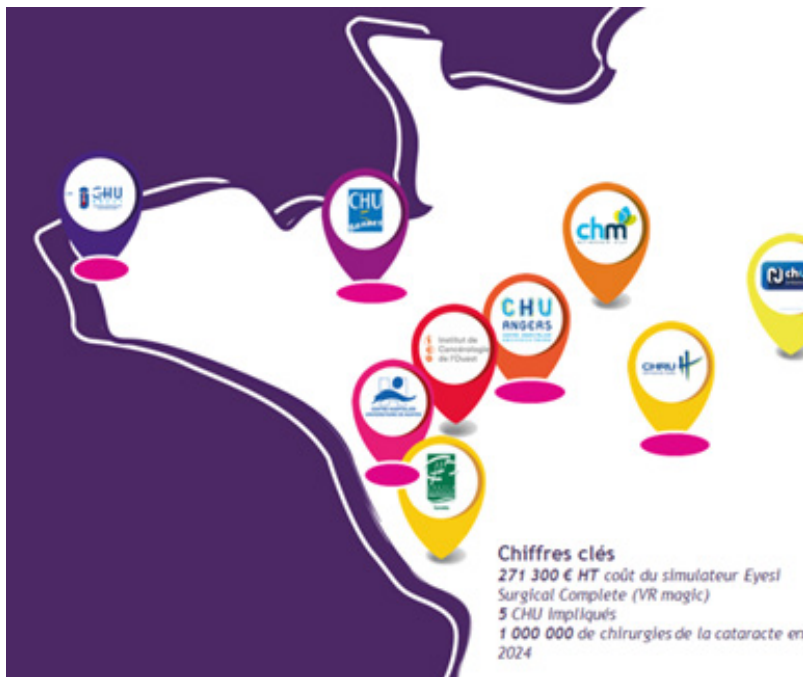 CHU
CHU
chm
chu
CHU
ANGERS
Institut de
Cancérologie
de l'Ouest
CHRU
Chiffres clés
271 300 € HT coût du simulateur Eyesi
Surgical Complete (VR magic)
5 CHU impliqués
1 000 000 de chirurgies de la cataracte en
2024